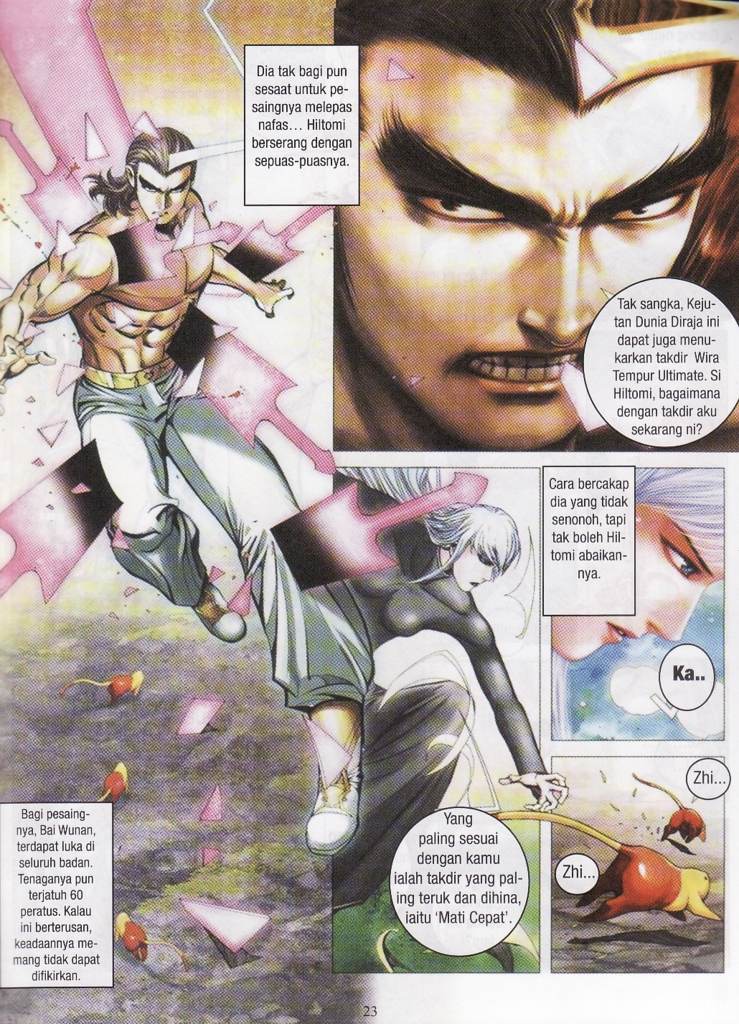 Dia tak bagi pun
sesaat untuk pe-
saingnya melepas
nafas... Hiltomi
berserang dengan
sepuas-puasnya.
Tak sangka, Keju-
tan Dunia Diraja ini
dapat juga menu-
karkan takdir Wira
Tempur Ultimate. Si
Hiltomi, bagaimana
dengan takdir aku
sekarang ni?
Cara bercakap
dia yang tidak
senonoh, tapi
tak boleh Hil-
tomi abaikan-
nya.
Ka..
Zhi...
Zhi...
Yang
paling sesuai
dengan kamu
ialah takdir yang pal-
ing teruk dan dihina,
iaitu 'Mati Cepat'.
Bagi pesaing-
nya, Bai Wunan,
terdapat luka di
seluruh badan.
Tenaganya pun
terjatuh 60
peratus. Kalau
ini berterusan,
keadaannya me-
mang tidak dapat
difikirkan.
23